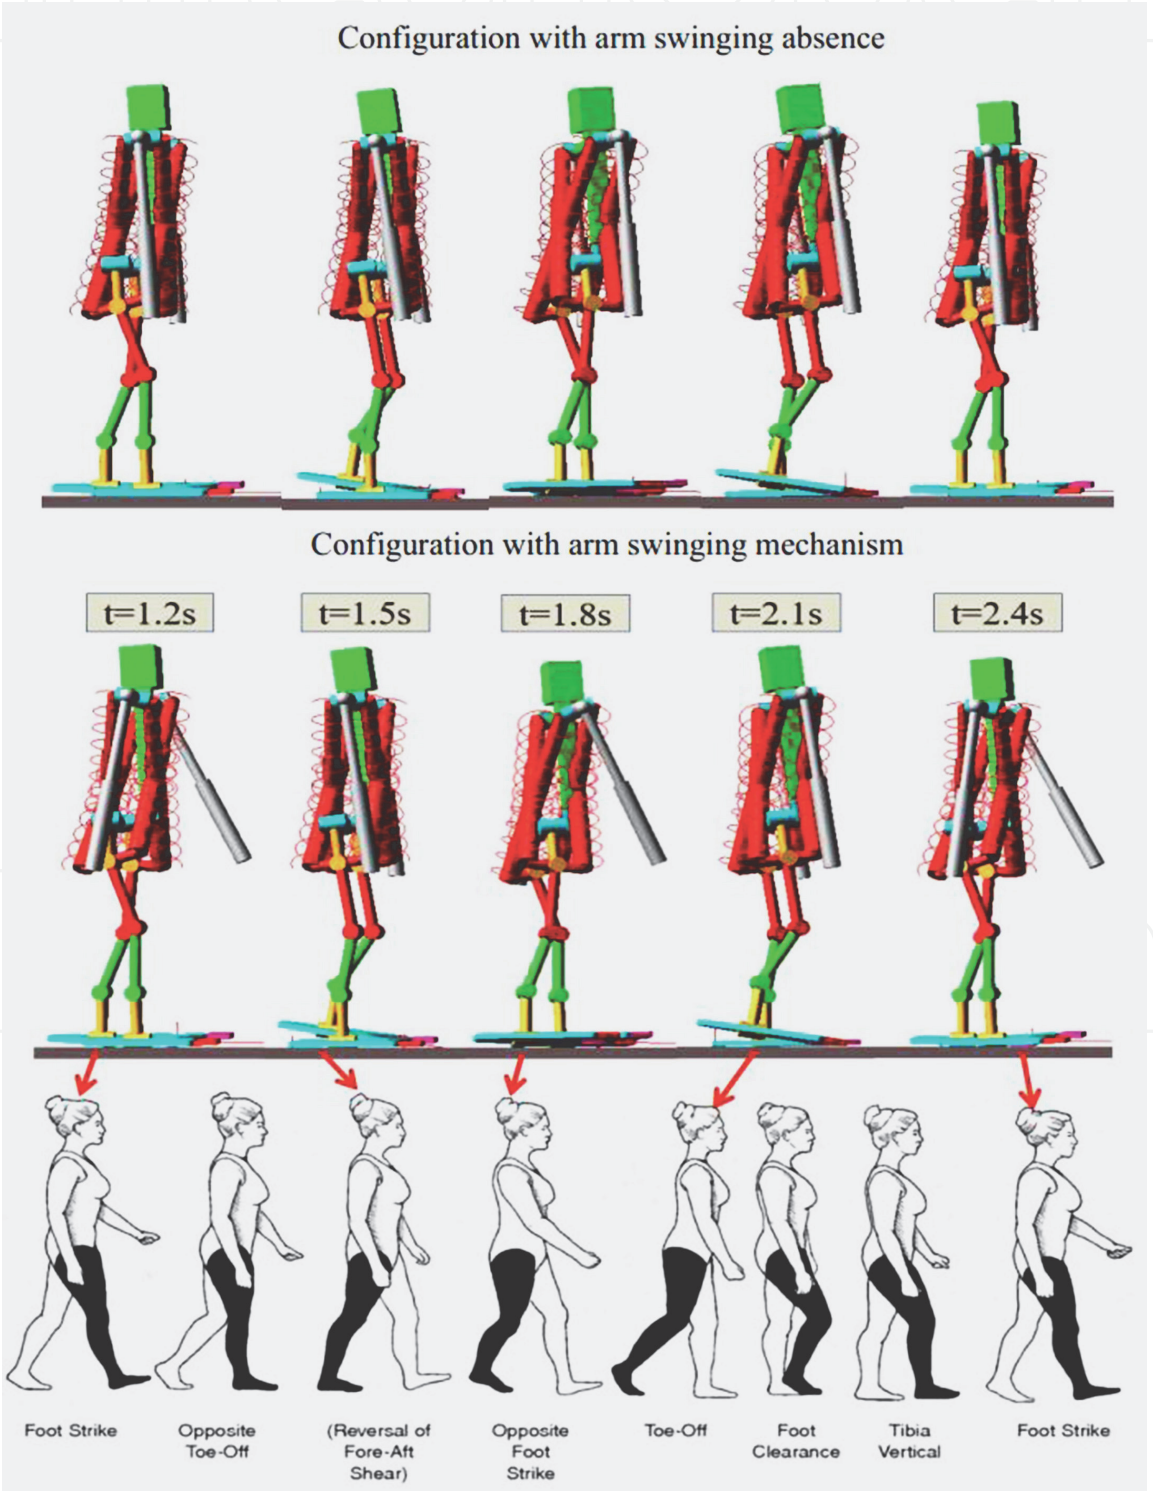 Configuration with arm swinging absence
Configuration with arm swinging mechanism
t=1.2s
t=1.5s
t=1.8s
t=2.1s
t=2.4s
Foot Strike
Opposite
Toe-Off
(Reversal of
Fore-Aft
Shear)
Opposite
Foot
Strike
Toe-Off
Foot
Clearance
Tibia
Vertical
Foot Strike